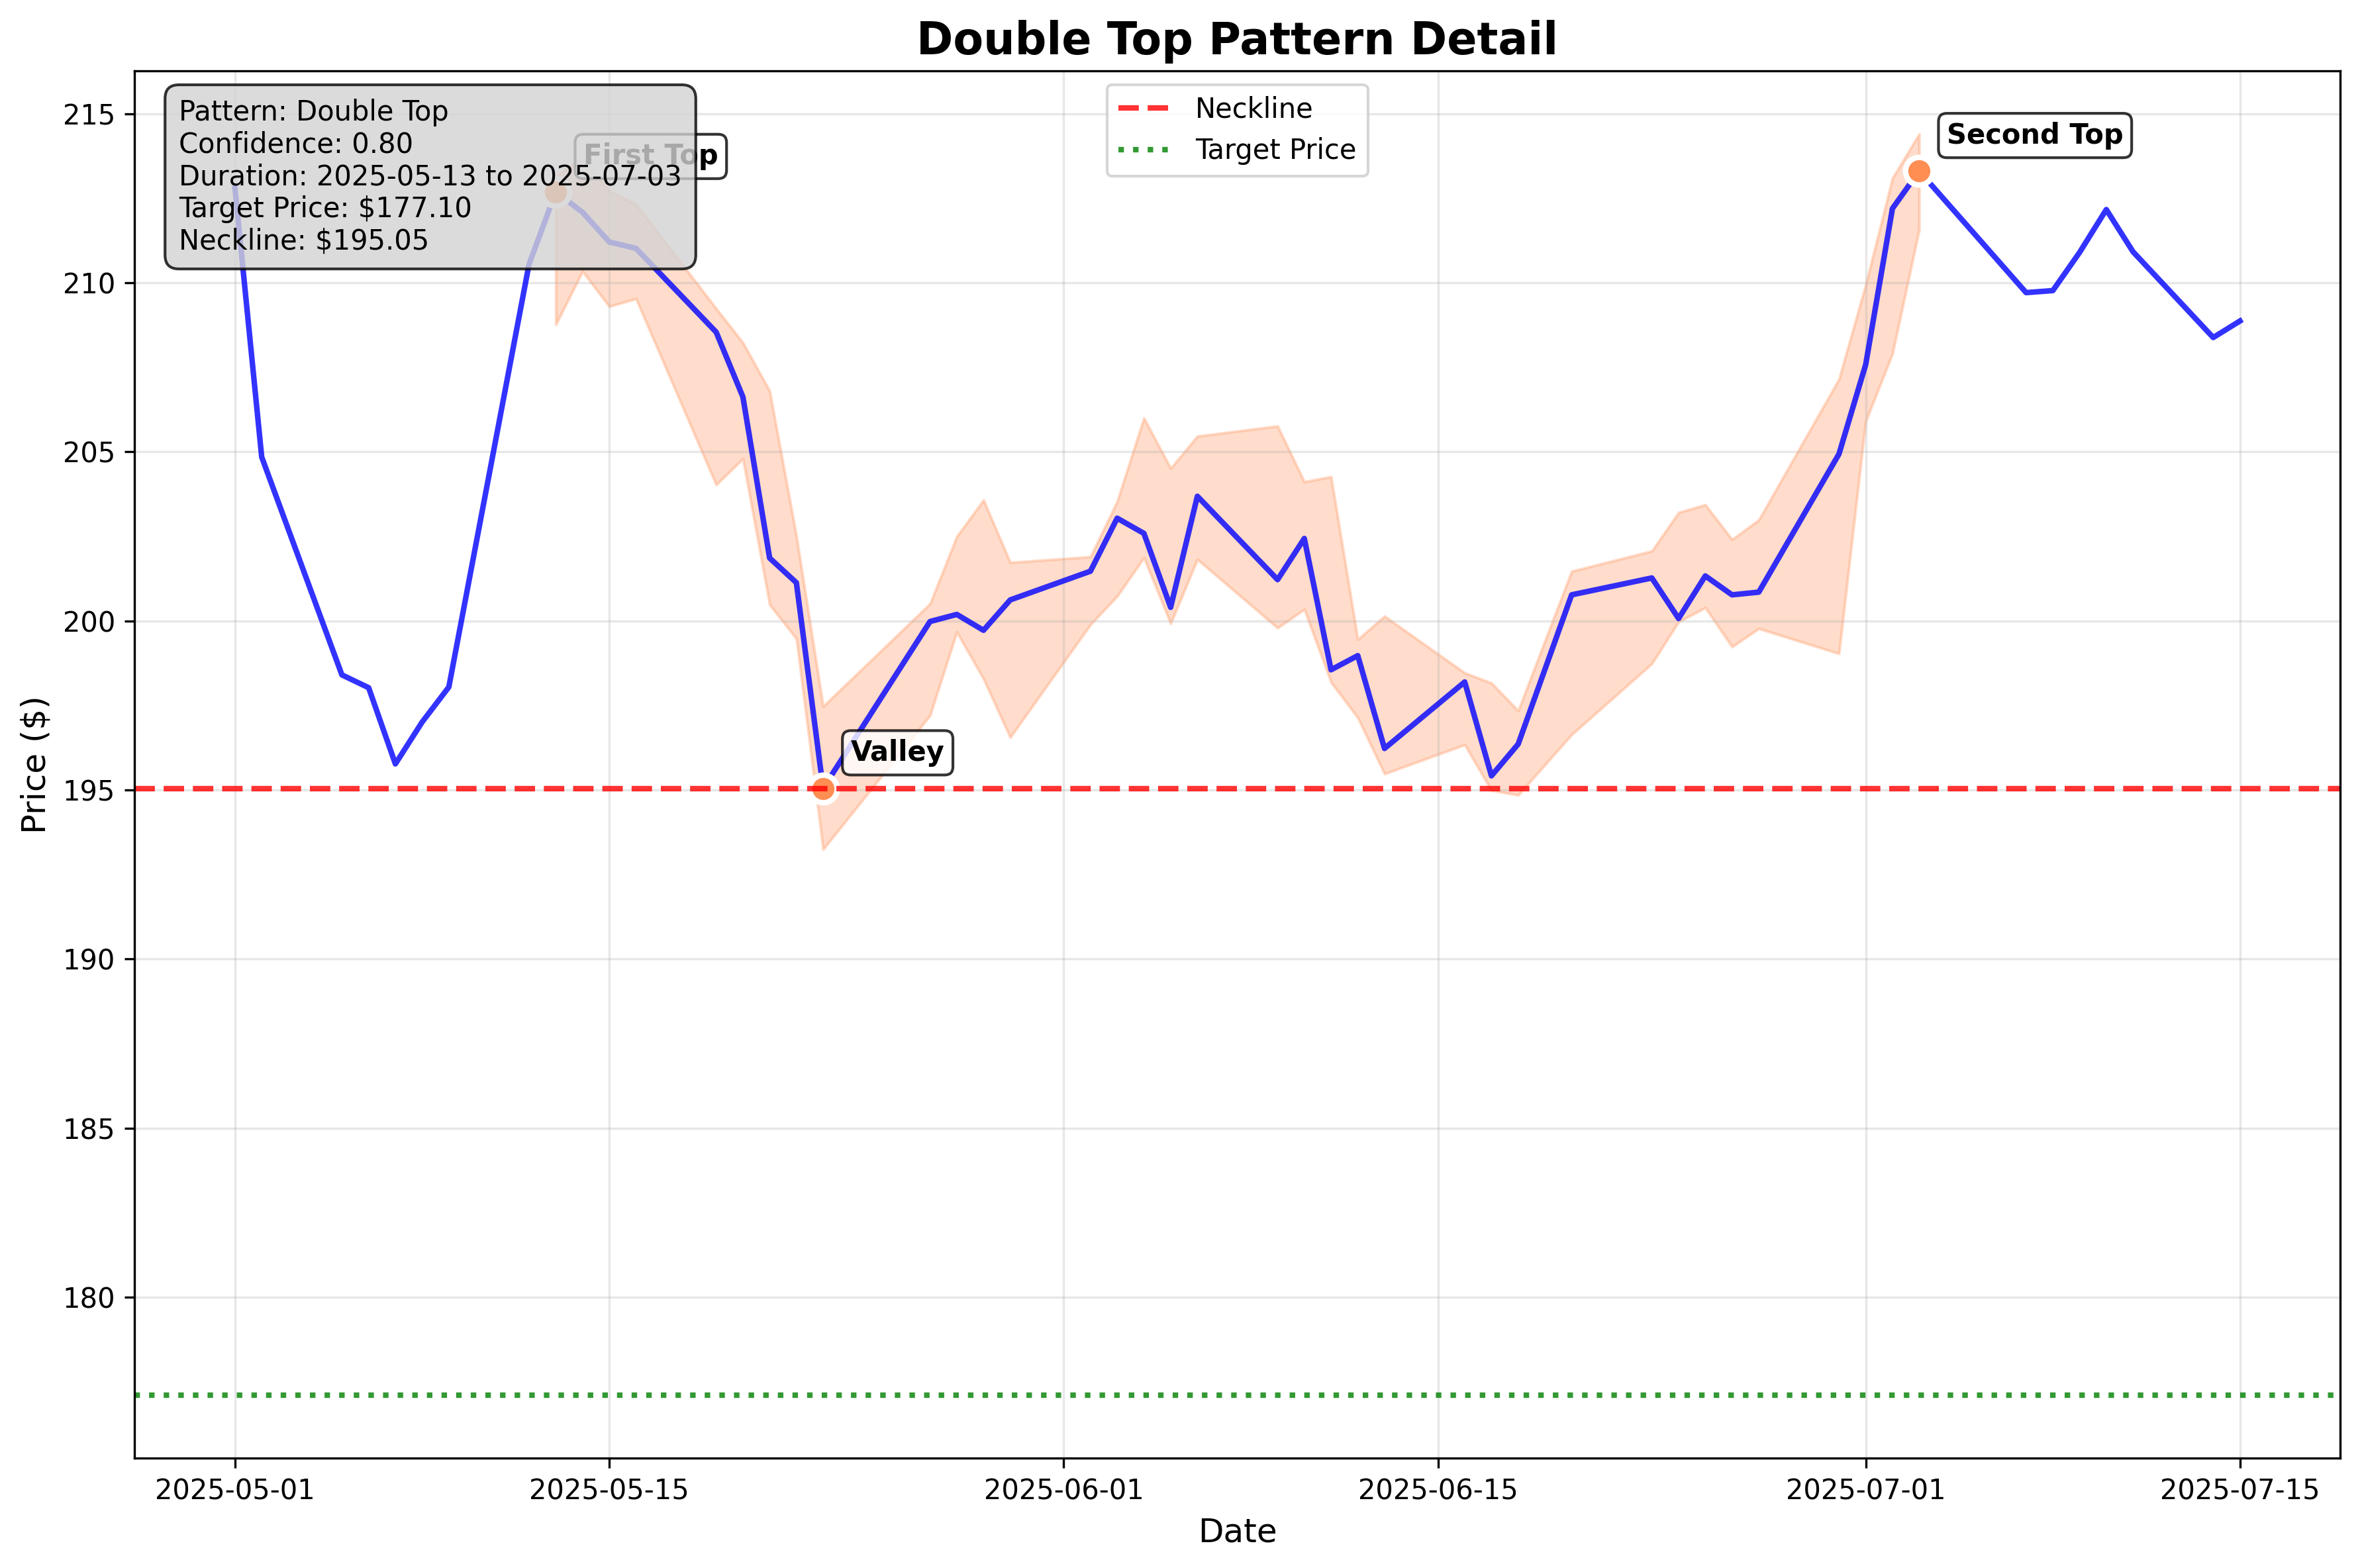 Double Top Pattern Detail
Pattern: Double Top
Confidence: 0.80
Duration: 2025-05-13 to 2025-07-03
Target Price: $177.10
Neckline: $195.05
First Top
Neckline
Target Price
Second Top
Valley
Price ($)
215
210
205
200
195
190
185
180
2025-05-01
2025-05-15
2025-06-01
2025-06-15
2025-07-01
2025-07-15
Date